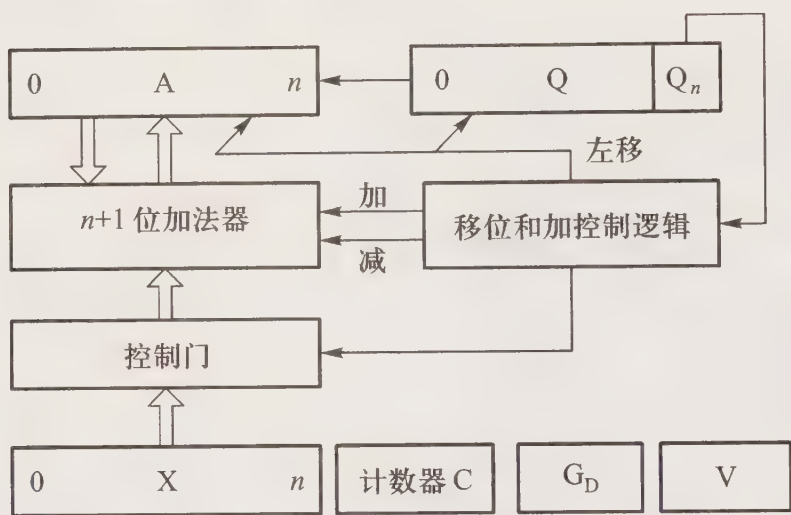 0 A n
0 Q Qn
左移
n+1 位加法器
加
减
移位和加控制逻辑
控制门
0 X n
计数器 C
GD
V